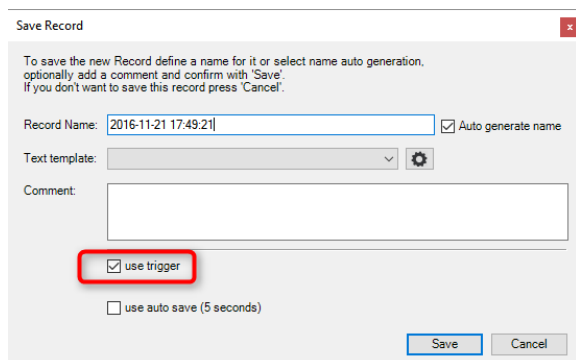 Save Record
x
To save the new Record define a name for it or select name auto generation,
optionally add a comment and confirm with 'Save'.
If you don't want to save this record press 'Cancel'.
Record Name: 2016-11-21 17:49:21 Auto generate name
Text template:
Comment:
use trigger
use auto save (5 seconds)
Save Cancel